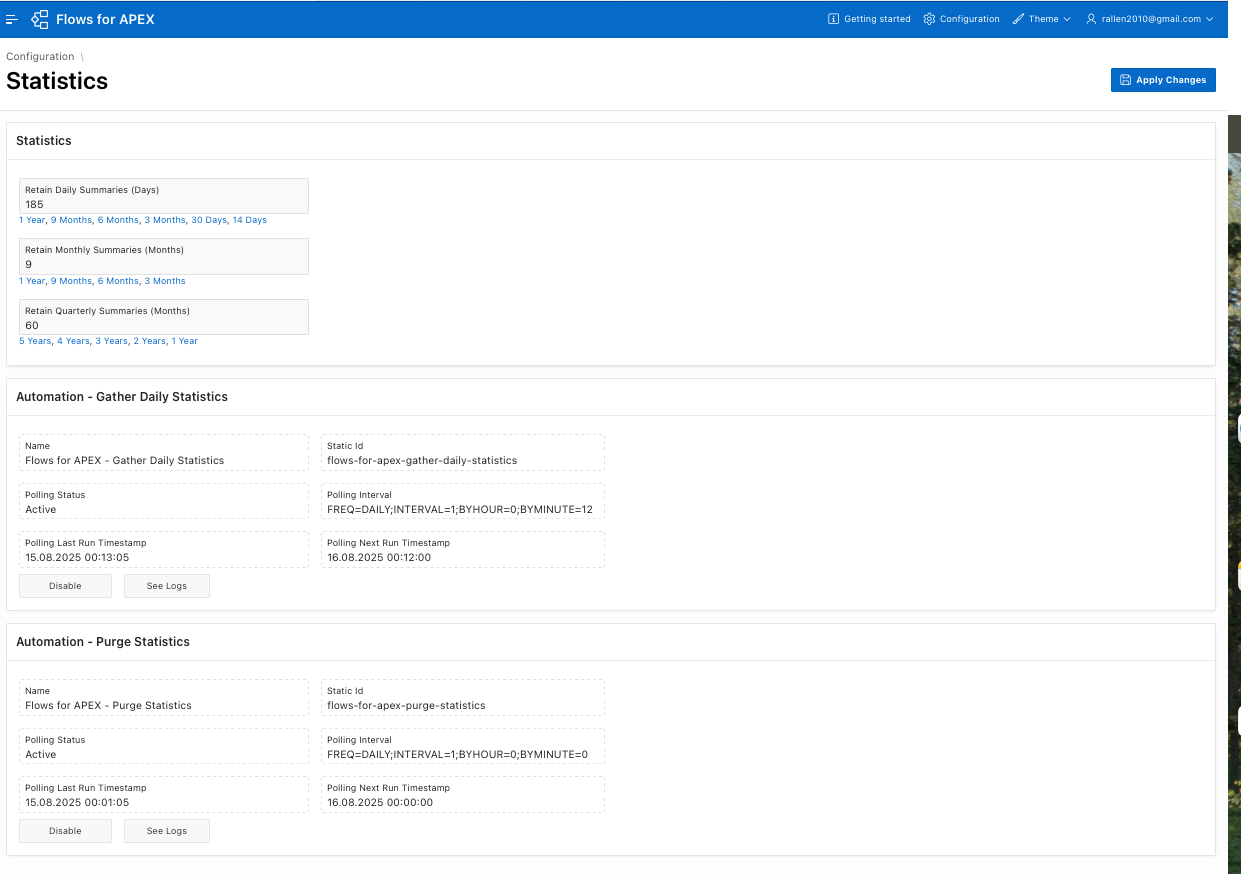 Flows for APEX
Getting started
Configuration
Theme
rallen2010@gmail.com
Configuration \
Statistics
Apply Changes
Statistics
Retain Daily Summaries (Days)
185
1 Year, 9 Months, 6 Months, 3 Months, 30 Days, 14 Days
Retain Monthly Summaries (Months)
9
1 Year, 9 Months, 6 Months, 3 Months
Retain Quarterly Summaries (Months)
60
5 Years, 4 Years, 3 Years, 2 Years, 1 Year
Automation - Gather Daily Statistics
Name
Flows for APEX - Gather Daily Statistics
Static Id
flows-for-apex-gather-daily-statistics
Polling Status
Active
Polling Interval
FREQ=DAILY;INTERVAL=1;BYHOUR=0;BYMINUTE=12
Polling Last Run Timestamp
15.08.2025 00:13:05
Polling Next Run Timestamp
16.08.2025 00:12:00
Disable
See Logs
Automation - Purge Statistics
Name
Flows for APEX - Purge Statistics
Static Id
flows-for-apex-purge-statistics
Polling Status
Active
Polling Interval
FREQ=DAILY;INTERVAL=1;BYHOUR=0;BYMINUTE=0
Polling Last Run Timestamp
15.08.2025 00:01:05
Polling Next Run Timestamp
16.08.2025 00:00:00
Disable
See Logs